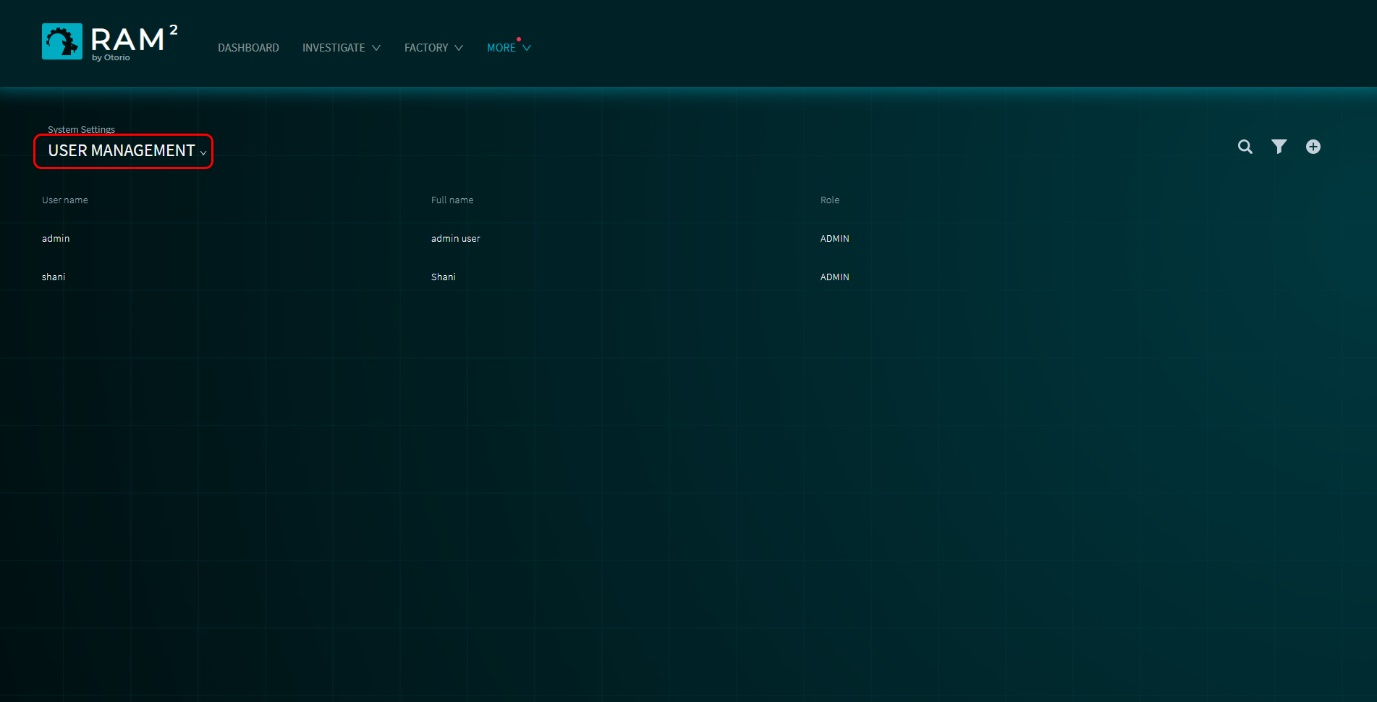 RAM²
by Otorio
DASHBOARD INVESTIGATE FACTORY MORE
System Settings
USER MANAGEMENT
User name Full name Role
admin admin user ADMIN
shani Shani ADMIN